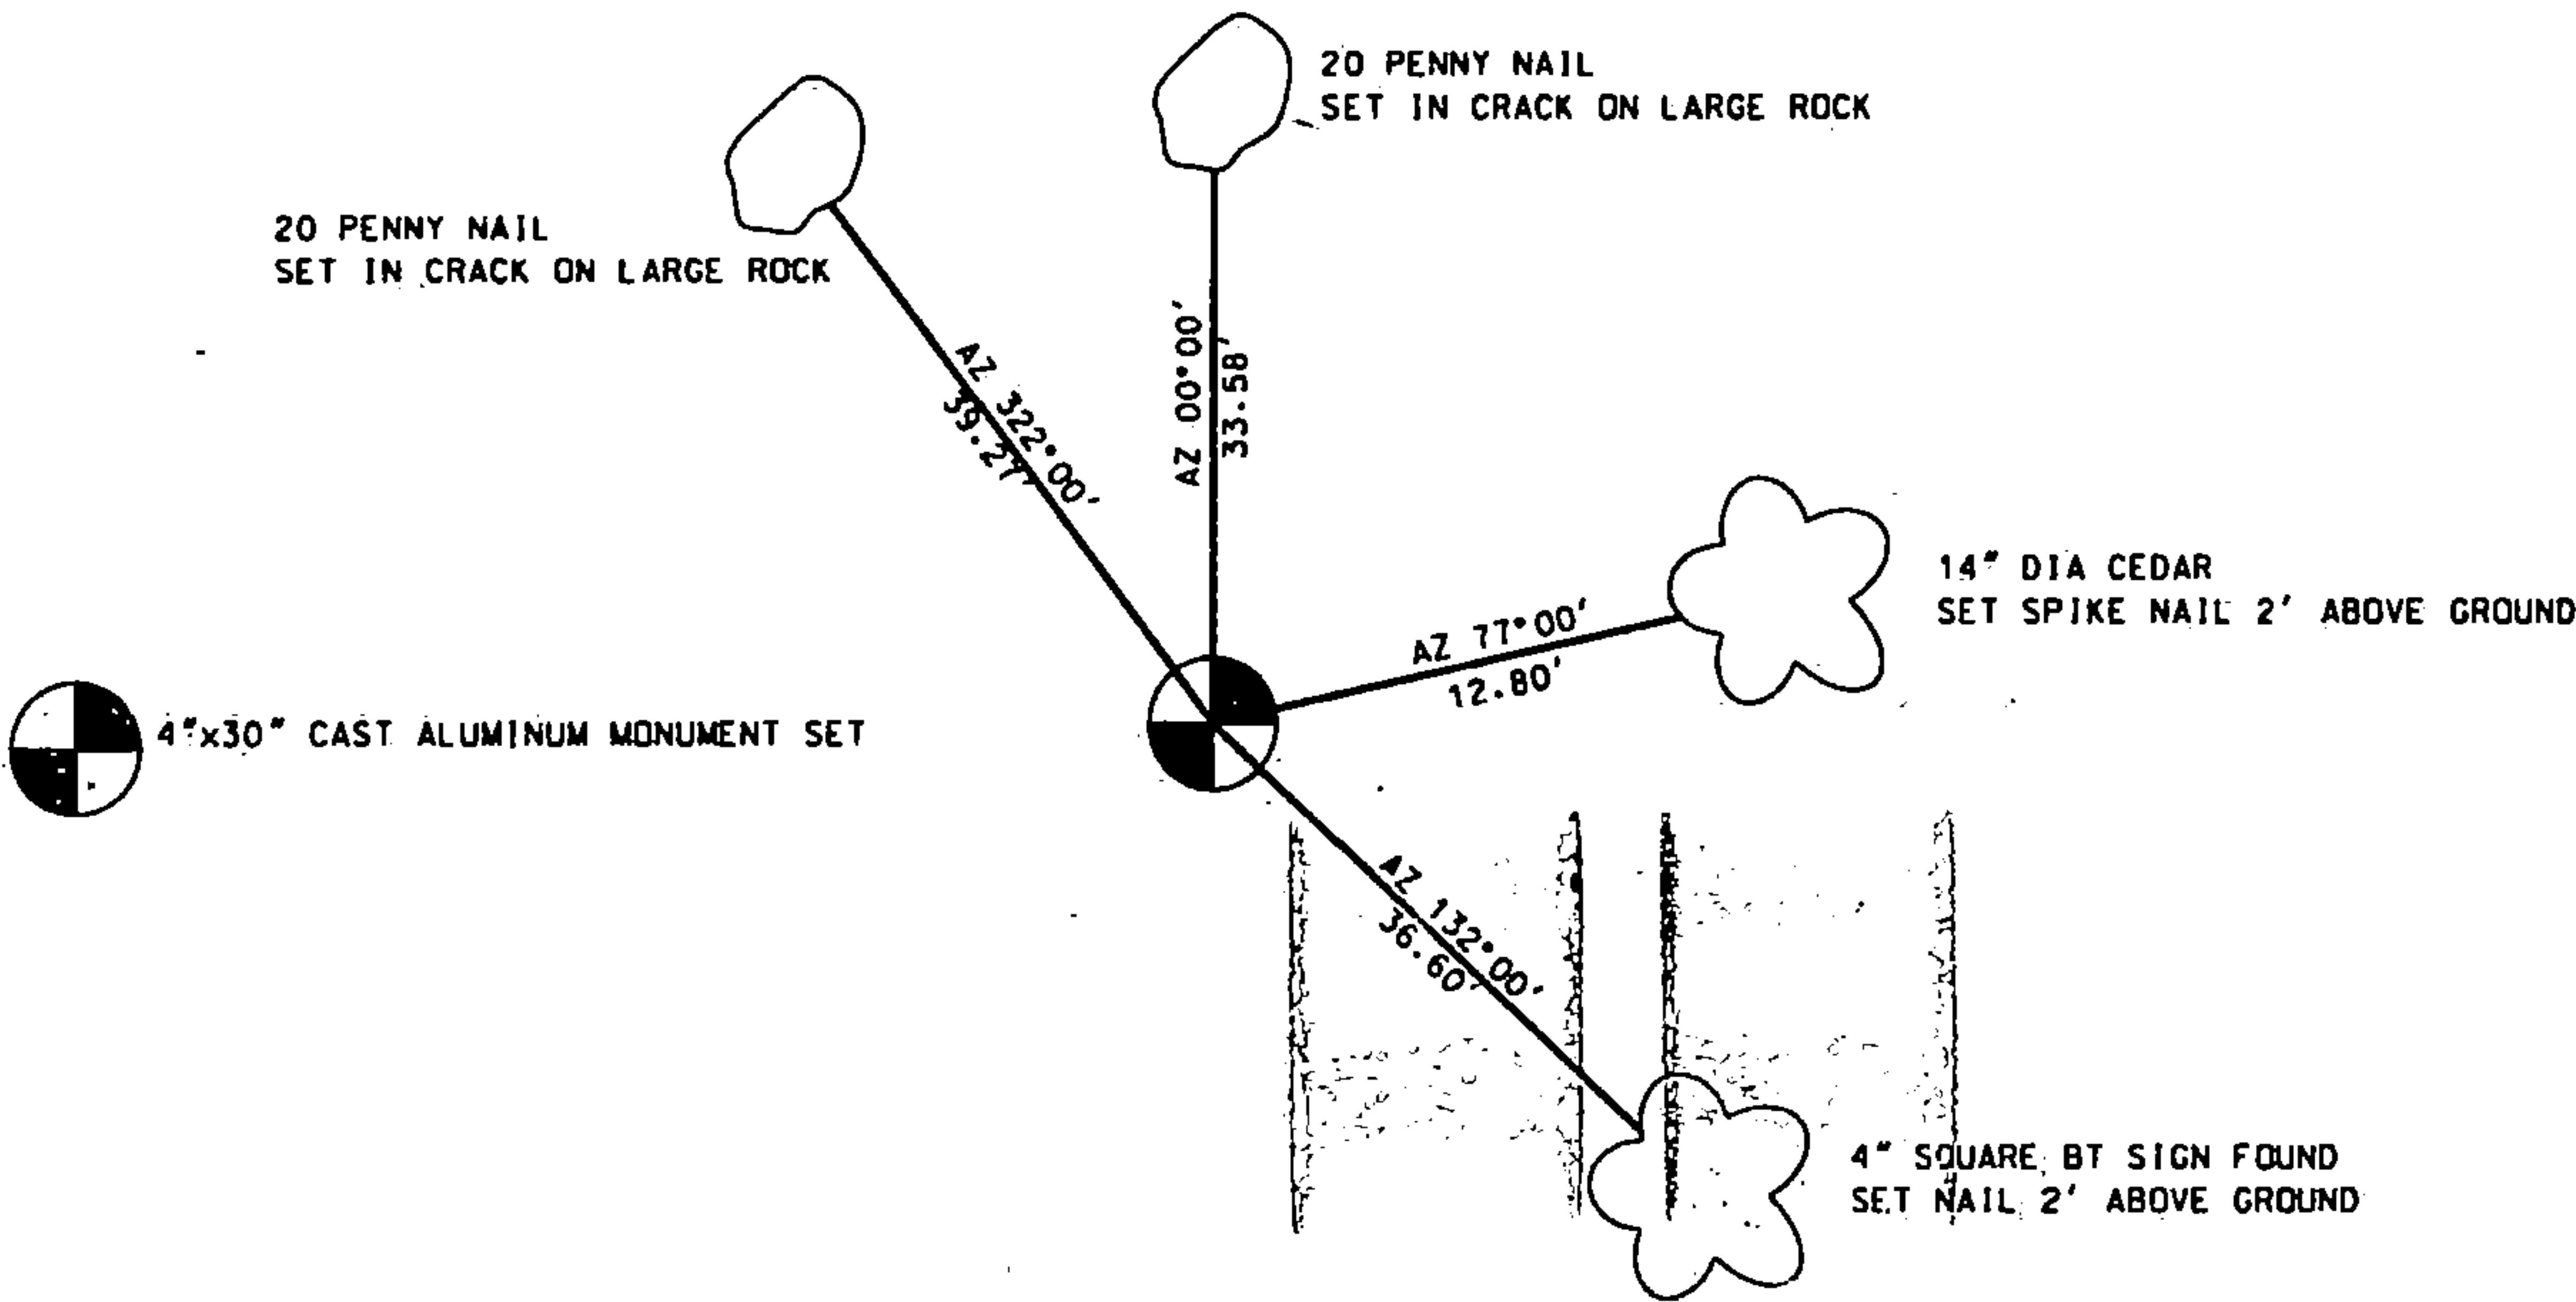 20 PENNY NAIL
SET IN CRACK ON LARGE ROCK
20 PENNY NAIL
SET IN CRACK ON LARGE ROCK
AZ 322°00'
39.27'
AZ 00°00'
33.58'
14" DIA CEDAR
SET SPIKE NAIL 2' ABOVE GROUND
AZ 77°00'
12.80'
4"x30" CAST ALUMINUM MONUMENT SET
AZ 132°00'
36.60'
4" SQUARE BT SIGN FOUND
SET NAIL 2' ABOVE GROUND